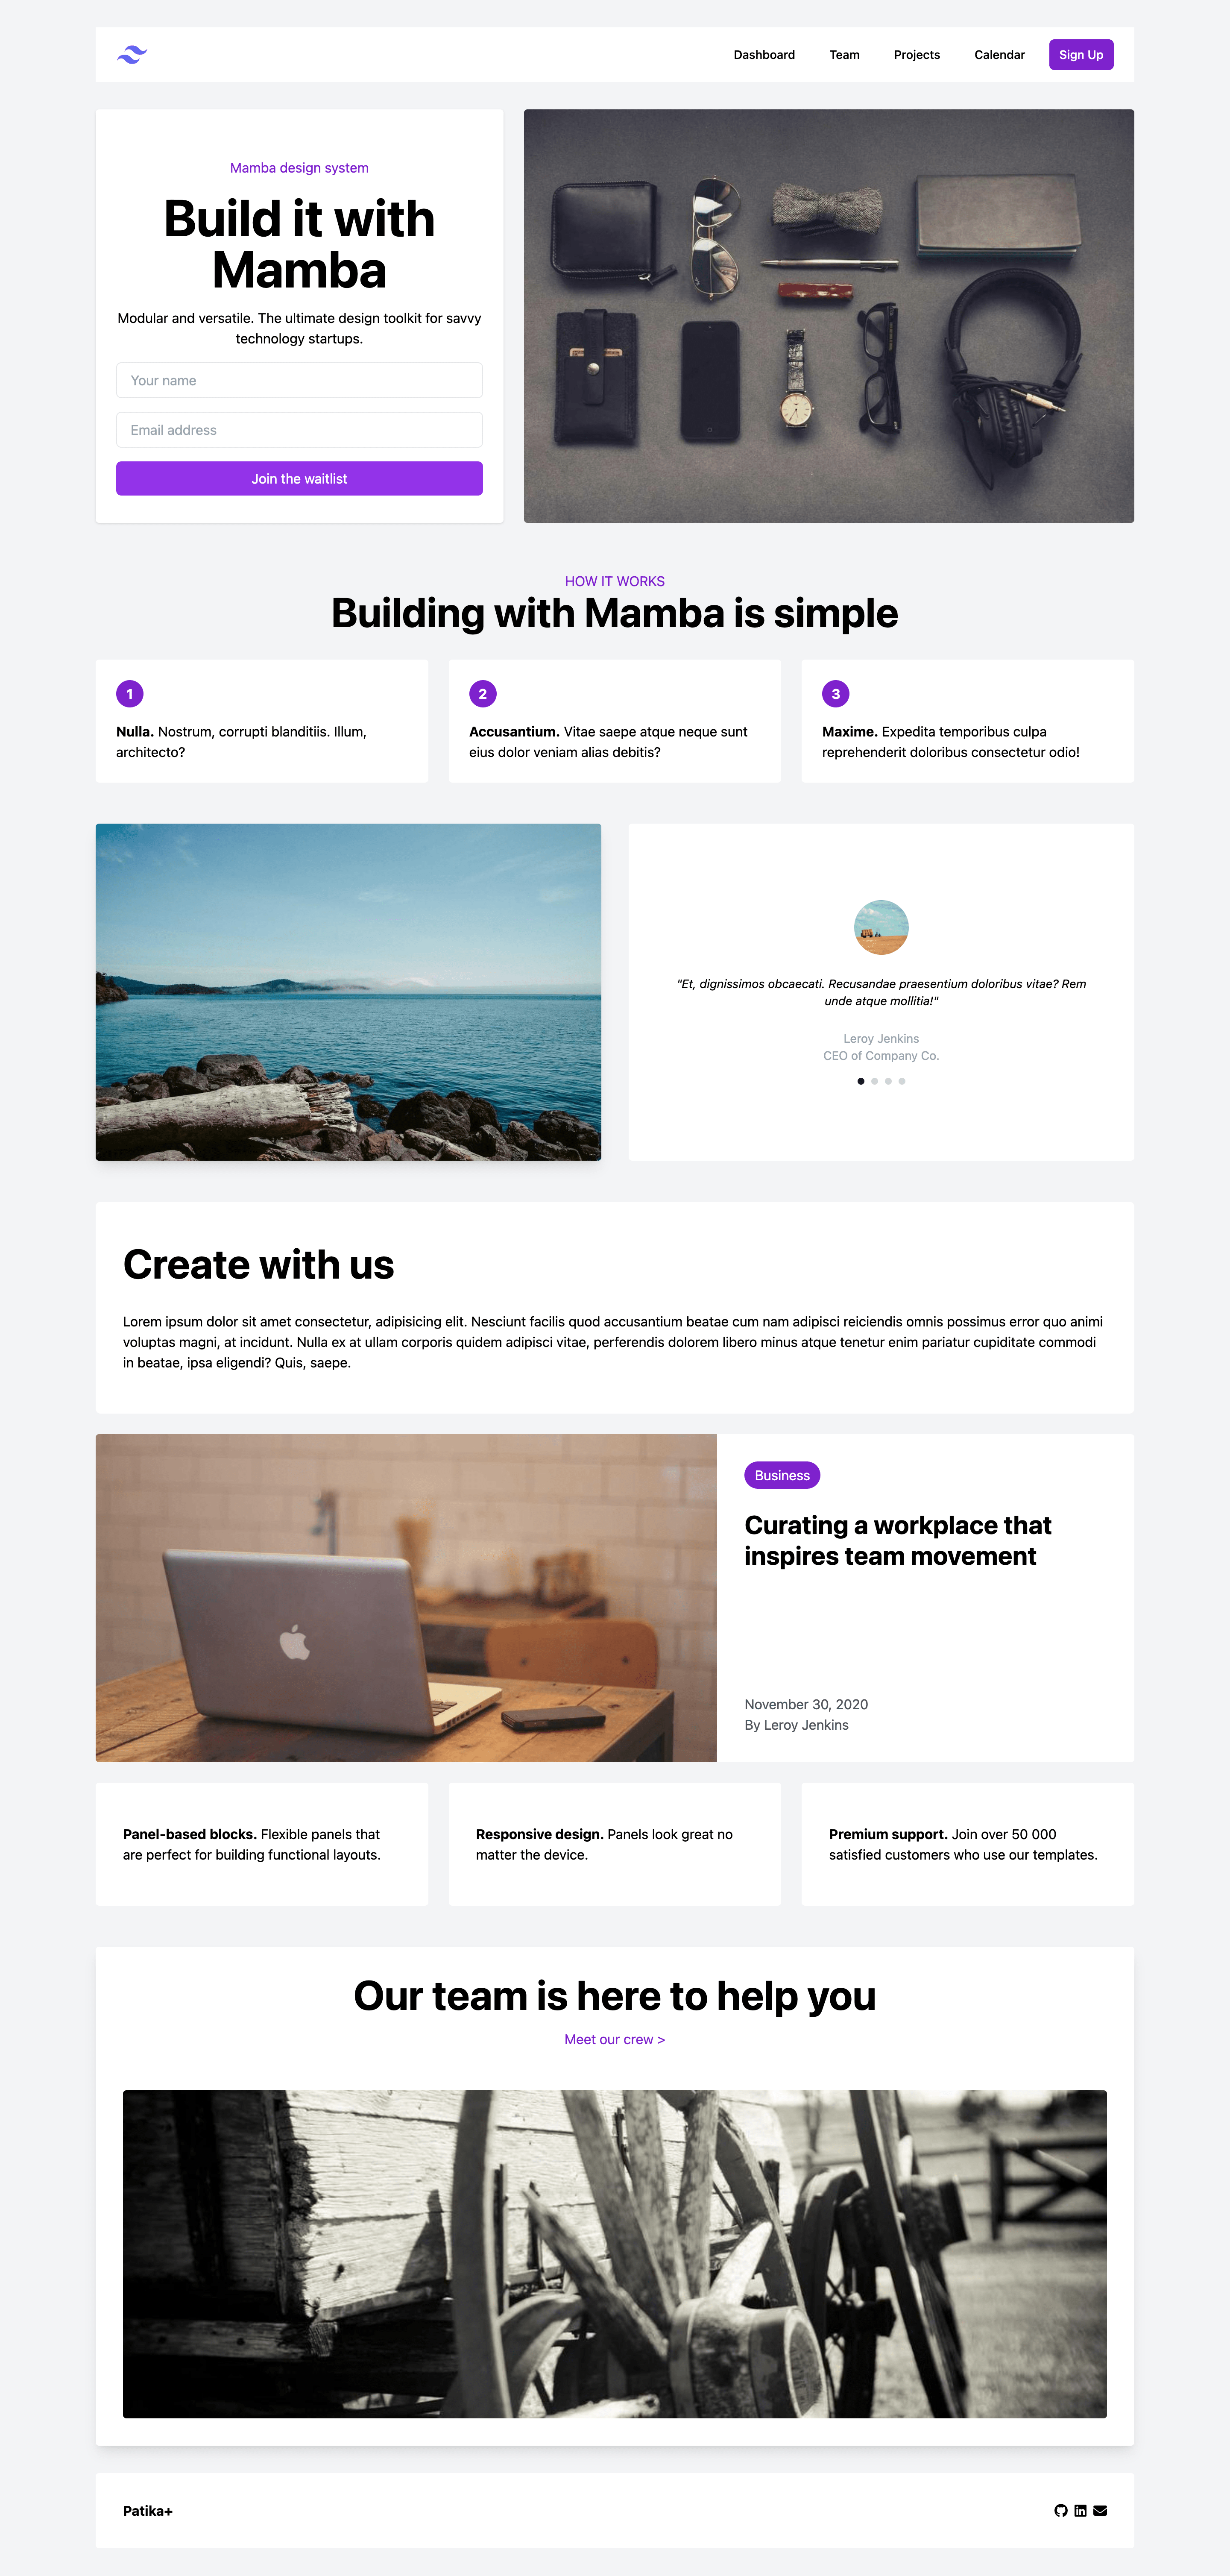 Dashboard Team Projects Calendar Sign Up
Mamba design system
Build it with
Mamba
Modular and versatile. The ultimate design toolkit for savvy
technology startups.
Your name
Email address
Join the waitlist
HOW IT WORKS
Building with Mamba is simple
1
Nulla. Nostrum, corrupti blanditiis. Illum,
architecto?
2
Accusantium. Vitae saepe atque neque sunt
eius dolor veniam alias debitis?
3
Maxime. Expedita temporibus culpa
reprehenderit doloribus consectetur odio!
"Et, dignissimos obcaecati. Recusandae praesentium doloribus vitae? Rem
unde atque mollitia!"
Leroy Jenkins
CEO of Company Co.
Create with us
Lorem ipsum dolor sit amet consectetur, adipisicing elit. Nesciunt facilis quod accusantium beatae cum nam adipisci reiciendis omnis possimus error quo animi
voluptas magni, at incidunt. Nulla ex at ullam corporis quidem adipisci vitae, perferendis dolorem libero minus atque tenetur enim pariatur cupiditate commodi
in beatae, ipsa eligendi? Quis, saepe.
Business
Curating a workplace that
inspires team movement
November 30, 2020
By Leroy Jenkins
Panel-based blocks. Flexible panels that
are perfect for building functional layouts.
Responsive design. Panels look great no
matter the device.
Premium support. Join over 50 000
satisfied customers who use our templates.
Our team is here to help you
Meet our crew >
Patika+